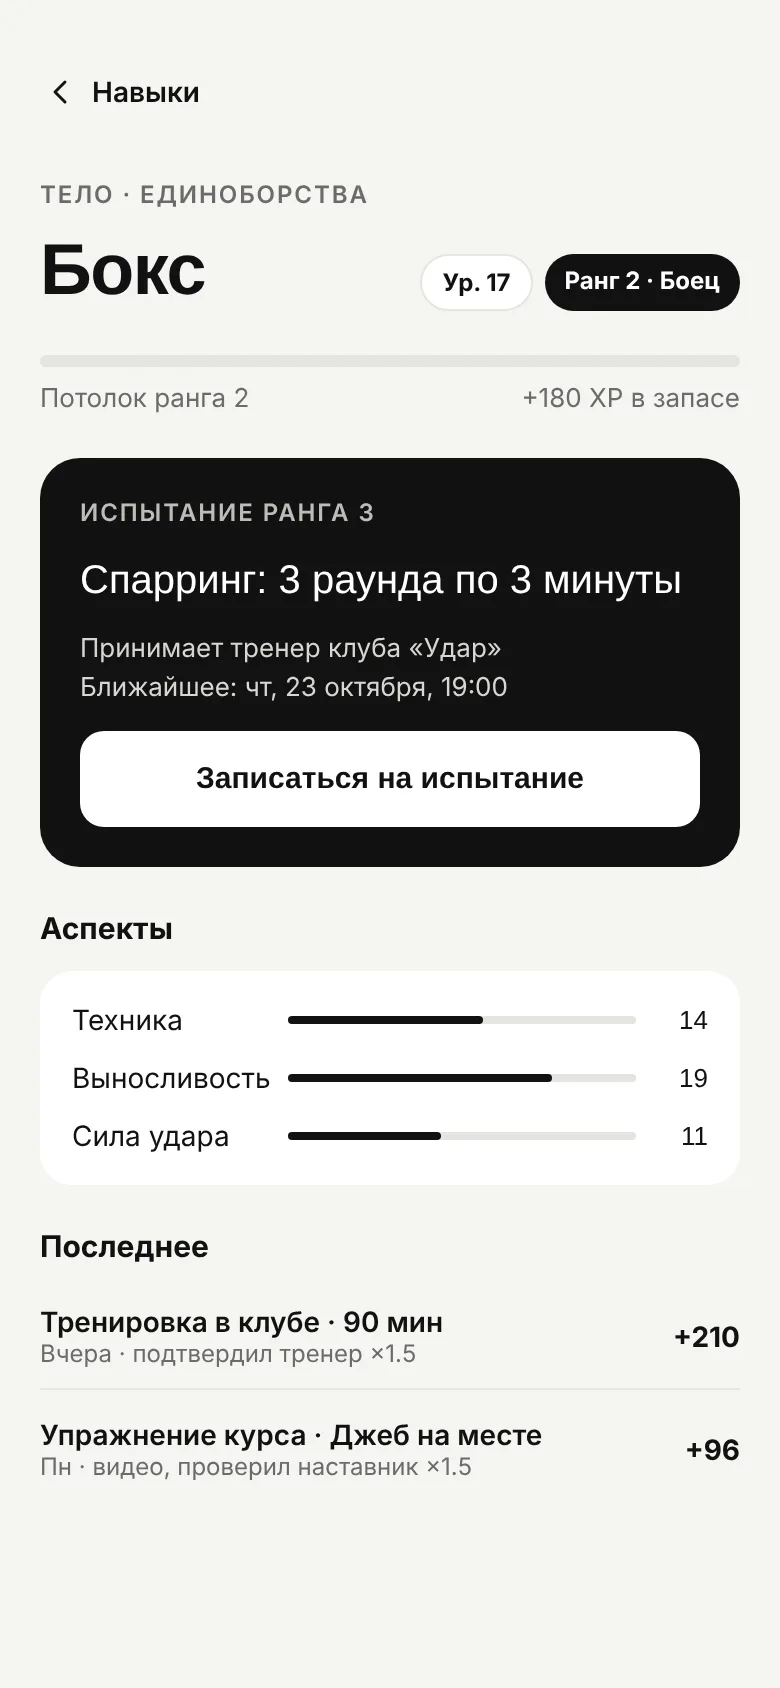 Навыки
ТЕЛО · ЕДИНОБОРСТВА
Бокс
Ур. 17
Ранг 2 · Боец
Потолок ранга 2
+180 XP в запасе
ИСПЫТАНИЕ РАНГА 3
Спарринг: 3 раунда по 3 минуты
Принимает тренер клуба «Удар»
Ближайшее: чт, 23 октября, 19:00
Записаться на испытание
Аспекты
Техника 14
Выносливость 19
Сила удара 11
Последнее
Тренировка в клубе · 90 мин
Вчера · подтвердил тренер ×1.5
+210
Упражнение курса · Джеб на месте
Пн · видео, проверил наставник ×1.5
+96